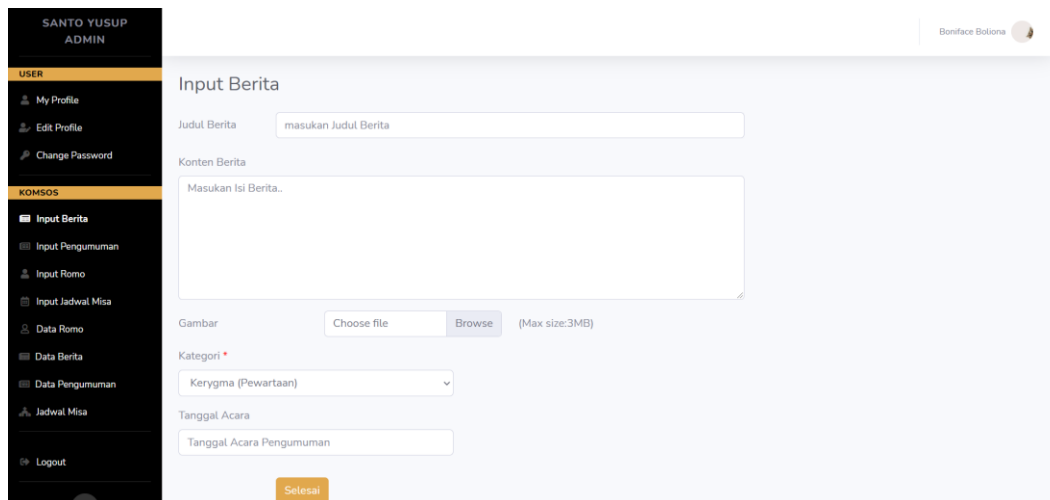 SANTO YUSUP
ADMIN
USER
My Profile
Edit Profile
Change Password
KOMSOS
Input Berita
Input Pengumuman
Input Romo
Input Jadwal Misa
Data Romo
Data Berita
Data Pengumuman
Jadwal Misa
Logout
Boniface Boliona
Input Berita
Judul Berita masukan Judul Berita
Konten Berita
Masukan Isi Berita..
Gambar Choose file Browse (Max size:3MB)
Kategori *
Kerygma (Pewartaan)
Tanggal Acara
Tanggal Acara Pengumuman
Selesai